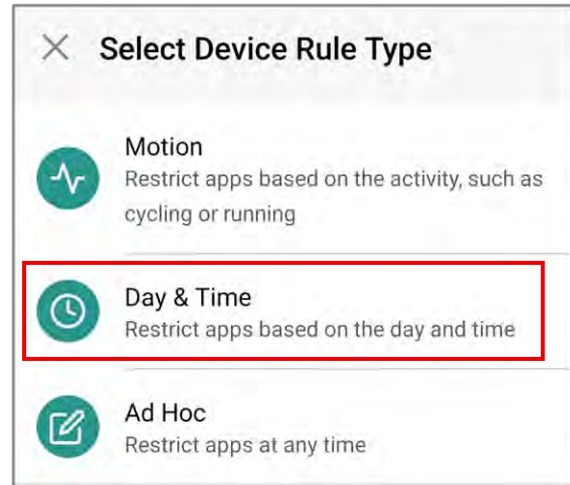 Select Device Rule Type
Motion
Restrict apps based on the activity, such as
cycling or running
Day & Time
Restrict apps based on the day and time
Ad Hoc
Restrict apps at any time